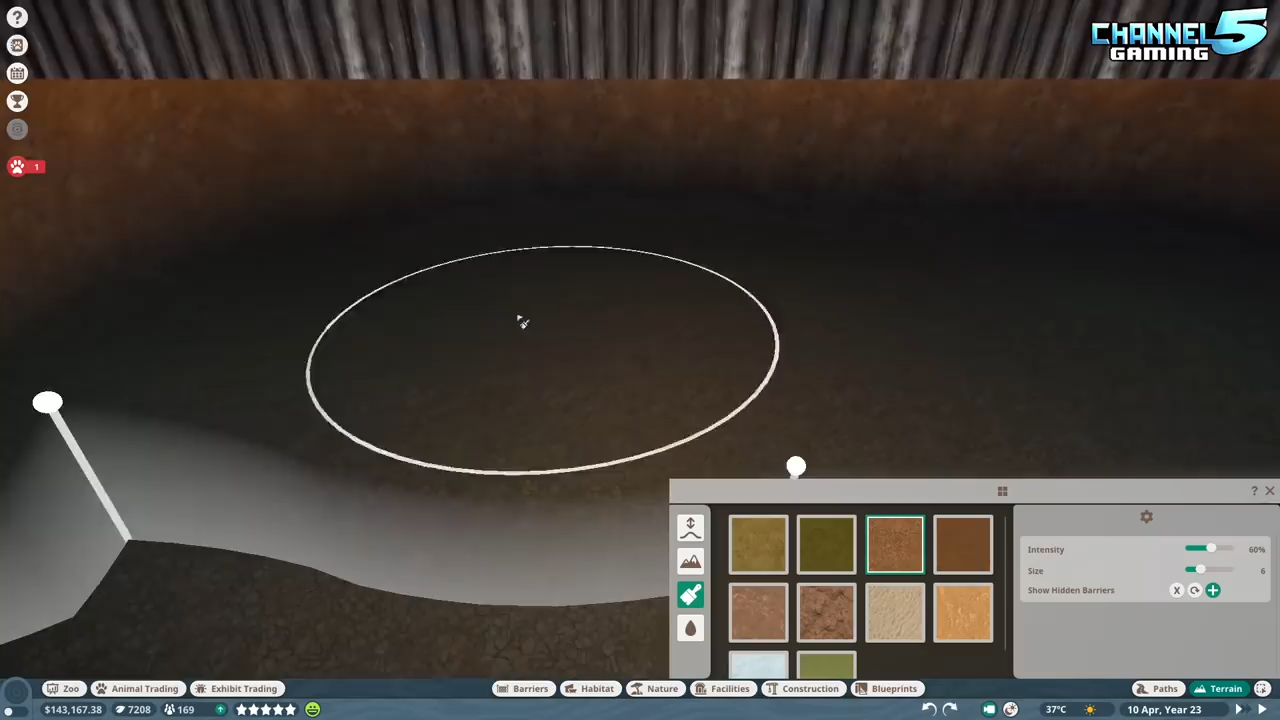 CHANNEL 5
GAMING
?
1
? X
Intensity 60%
Size 6
Show Hidden Barriers X
Zoo Animal Trading Exhibit Trading Barriers Habitat Nature Facilities Construction Blueprints Paths Terrain
$143,167.38 7208 169 37°C 10 Apr, Year 23